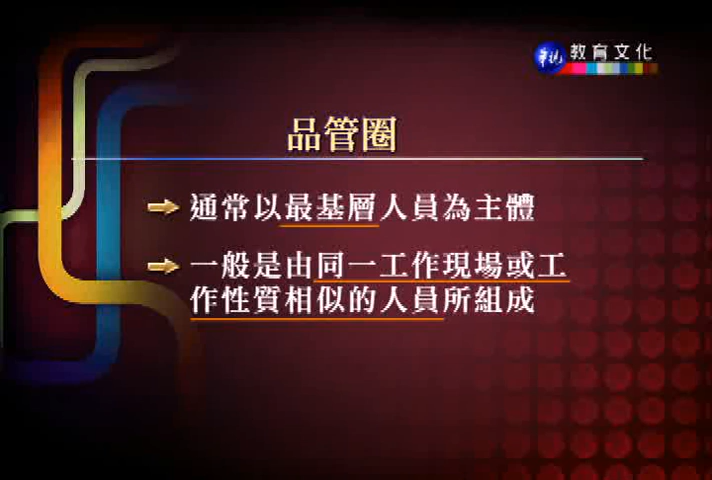 華視
教育文化
品管圈
通常以最基層人員為主體
一般是由同一工作現場或工
作性質相似的人員所組成